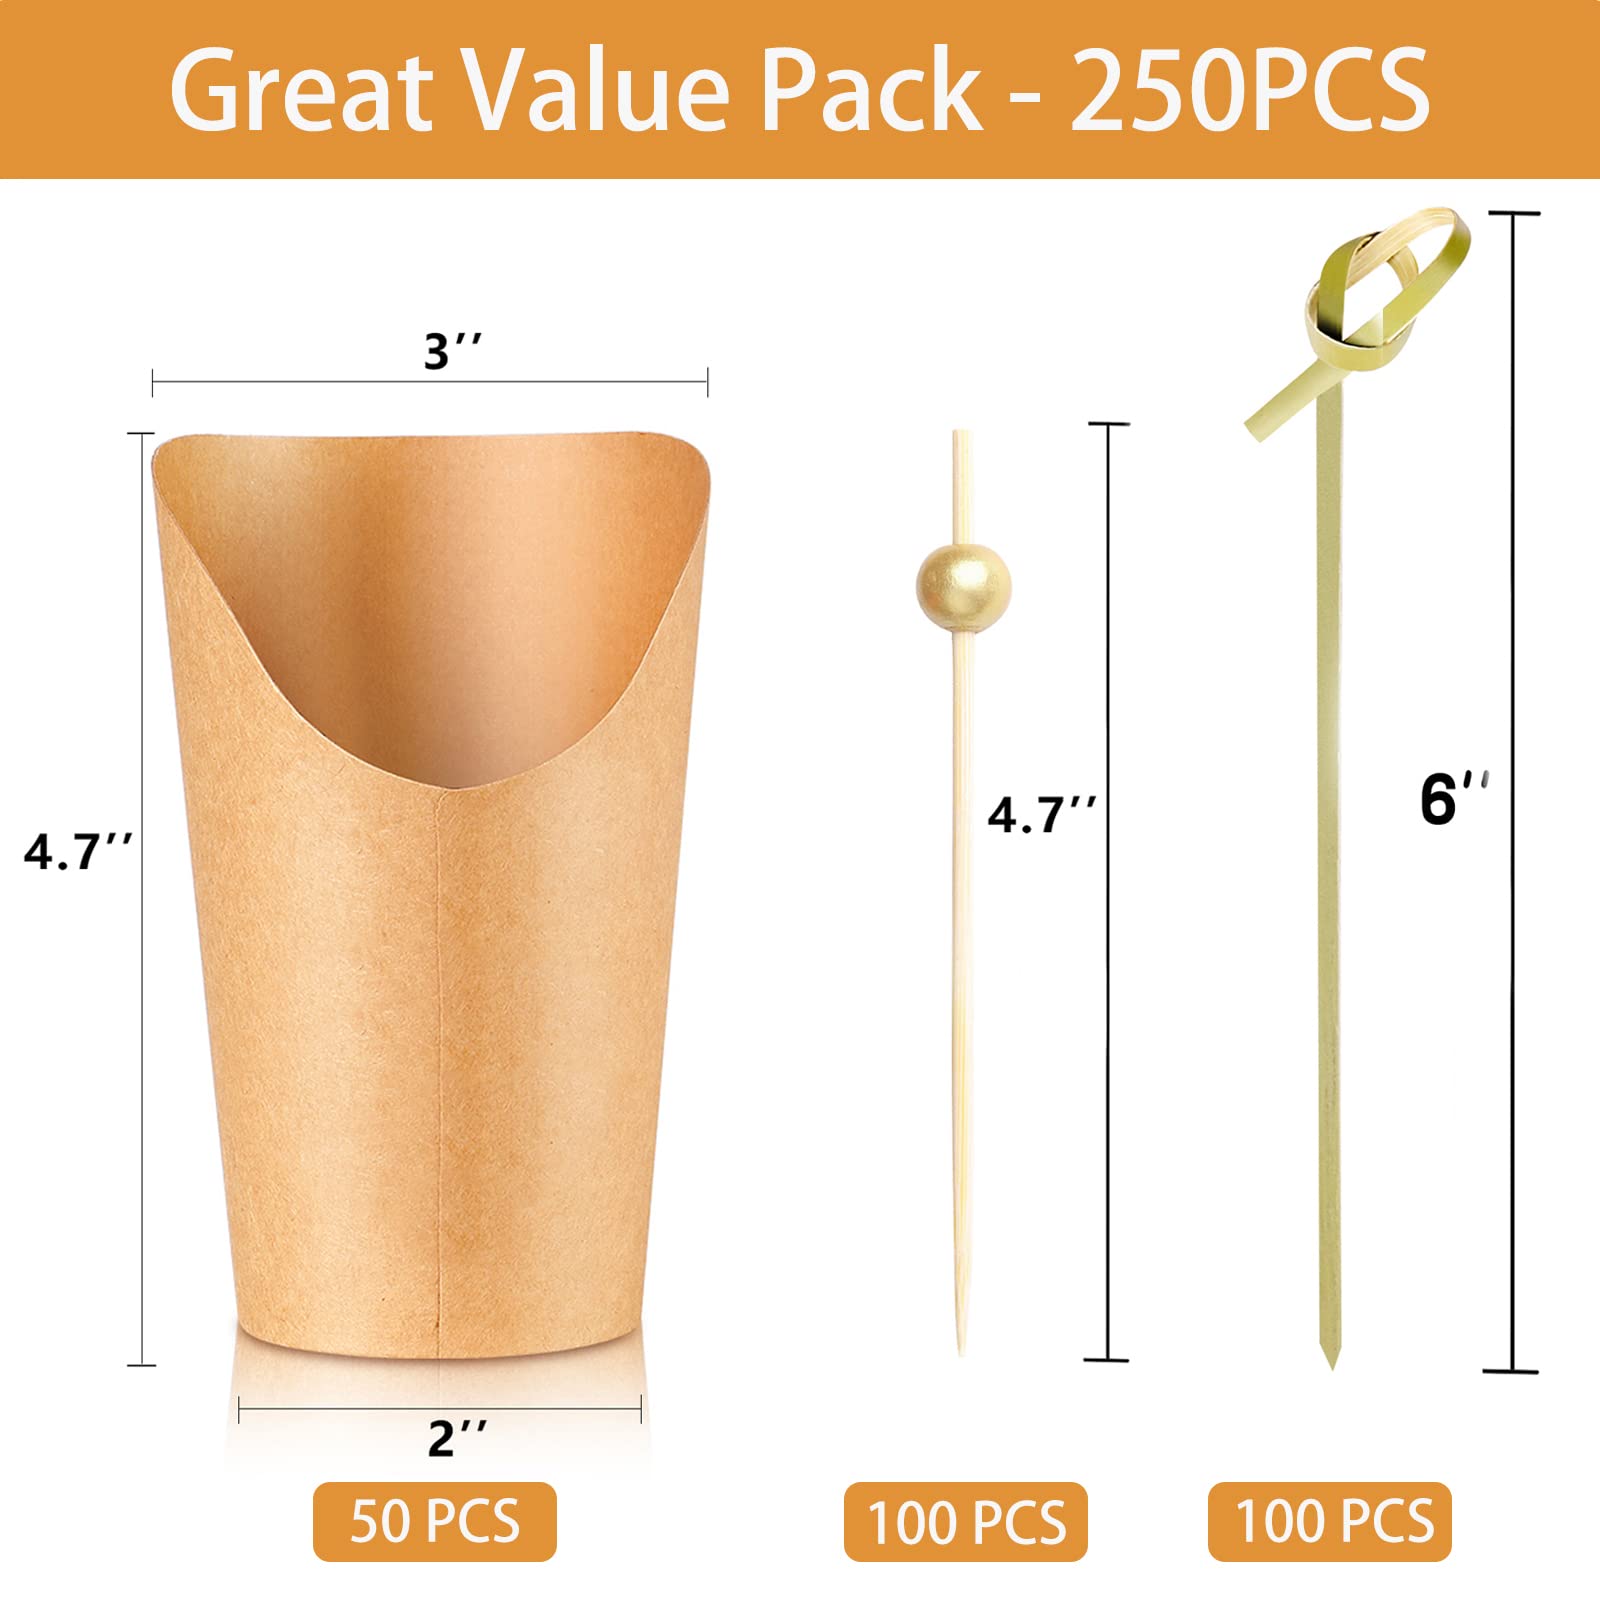 Great Value Pack - 250PCS
3’’
4.7’’
4.7’’
6’’
2’’
50 PCS
100 PCS
100 PCS